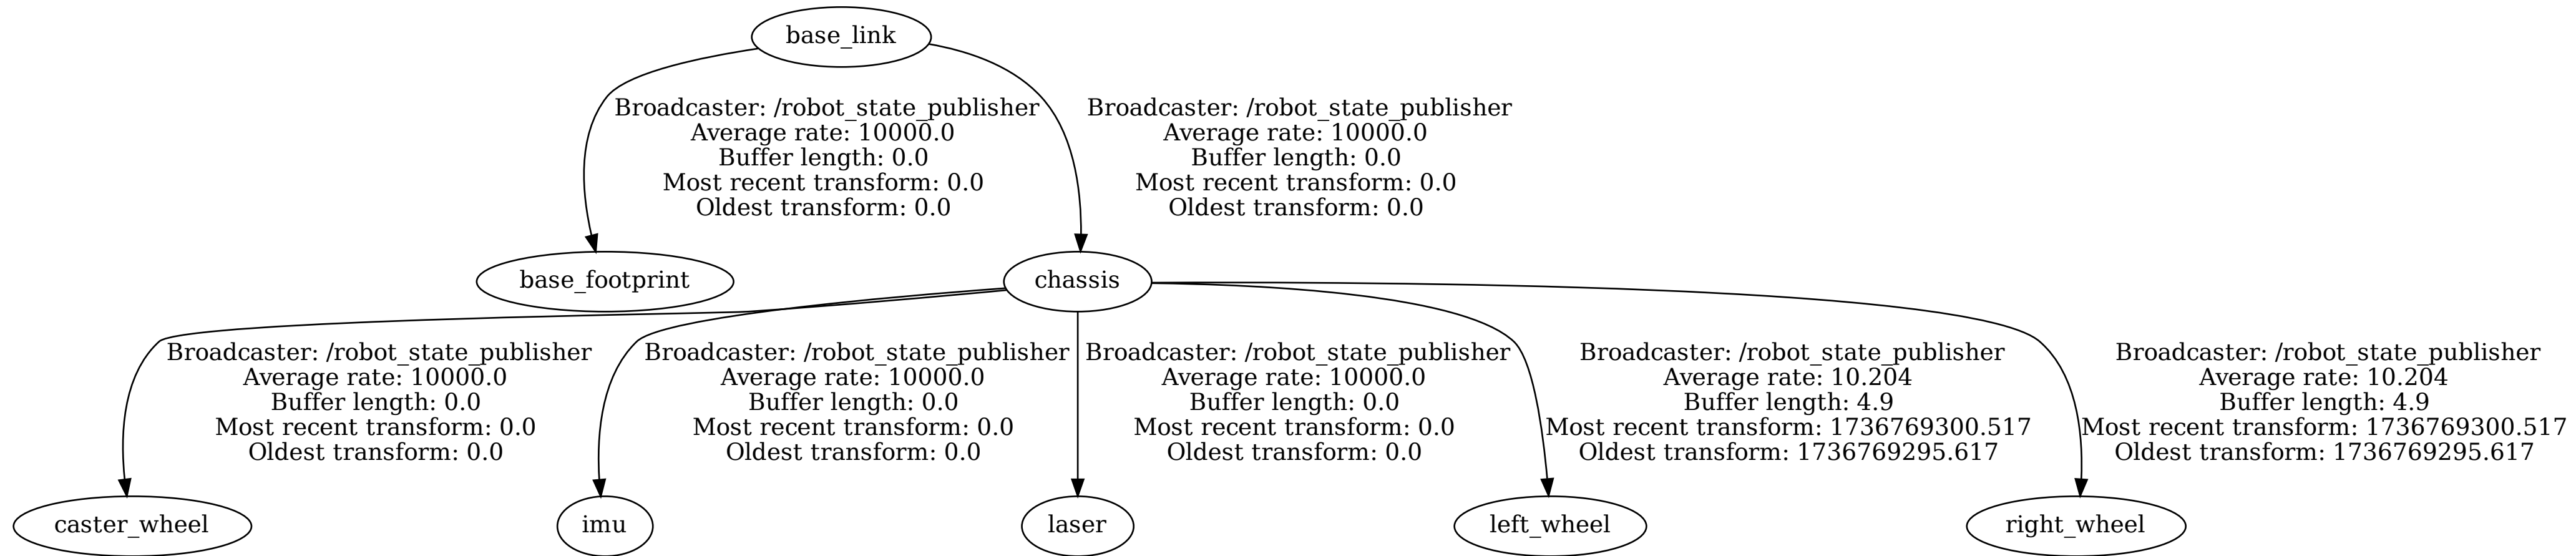 base_link
Broadcaster: /robot_state_publisher
Average rate: 10000.0
Buffer length: 0.0
Most recent transform: 0.0
Oldest transform: 0.0
Broadcaster: /robot_state_publisher
Average rate: 10000.0
Buffer length: 0.0
Most recent transform: 0.0
Oldest transform: 0.0
base_footprint
chassis
Broadcaster: /robot_state_publisher
Average rate: 10000.0
Buffer length: 0.0
Most recent transform: 0.0
Oldest transform: 0.0
Broadcaster: /robot_state_publisher
Average rate: 10000.0
Buffer length: 0.0
Most recent transform: 0.0
Oldest transform: 0.0
Broadcaster: /robot_state_publisher
Average rate: 10000.0
Buffer length: 0.0
Most recent transform: 0.0
Oldest transform: 0.0
Broadcaster: /robot_state_publisher
Average rate: 10.204
Buffer length: 4.9
Most recent transform: 1736769300.517
Oldest transform: 1736769295.617
Broadcaster: /robot_state_publisher
Average rate: 10.204
Buffer length: 4.9
Most recent transform: 1736769300.517
Oldest transform: 1736769295.617
caster_wheel
imu
laser
left_wheel
right_wheel